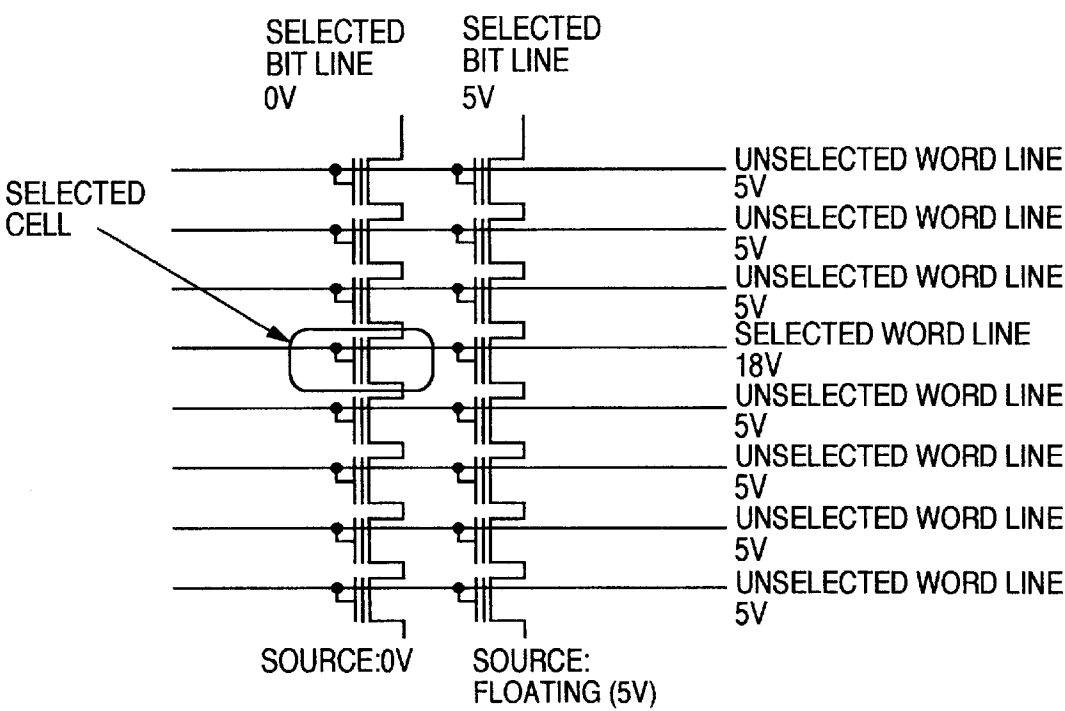 SELECTED
BIT LINE
0V
SELECTED
BIT LINE
5V
SELECTED
CELL
UNSELECTED WORD LINE
5V
UNSELECTED WORD LINE
5V
UNSELECTED WORD LINE
5V
SELECTED WORD LINE
18V
UNSELECTED WORD LINE
5V
UNSELECTED WORD LINE
5V
UNSELECTED WORD LINE
5V
UNSELECTED WORD LINE
5V
SOURCE:0V
SOURCE:
FLOATING (5V)